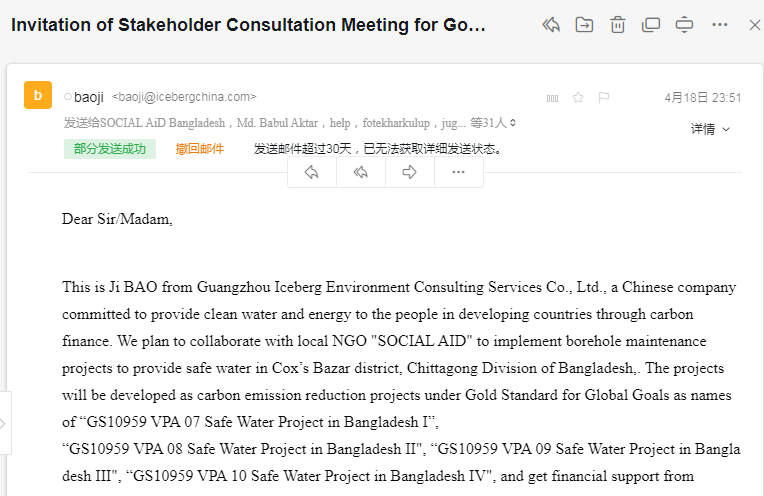 Invitation of Stakeholder Consultation Meeting for Go...
b
baoji <baoji@icebergchina.com>
4月18日 23:51
发送给SOCIAL AiD Bangladesh，Md. Babul Aktar，help，fotekharkulup，jug... 等31人
详情
部分发送成功 撤回邮件 发送邮件超过30天，已无法获取详细发送状态。
Dear Sir/Madam,
This is Ji BAO from Guangzhou Iceberg Environment Consulting Services Co., Ltd., a Chinese company
committed to provide clean water and energy to the people in developing countries through carbon
finance. We plan to collaborate with local NGO "SOCIAL AID" to implement borehole maintenance
projects to provide safe water in Cox’s Bazar district, Chittagong Division of Bangladesh,. The projects
will be developed as carbon emission reduction projects under Gold Standard for Global Goals as names
of “GS10959 VPA 07 Safe Water Project in Bangladesh I”,
“GS10959 VPA 08 Safe Water Project in Bangladesh II", “GS10959 VPA 09 Safe Water Project in Bangla
desh III", “GS10959 VPA 10 Safe Water Project in Bangladesh IV", and get financial support from